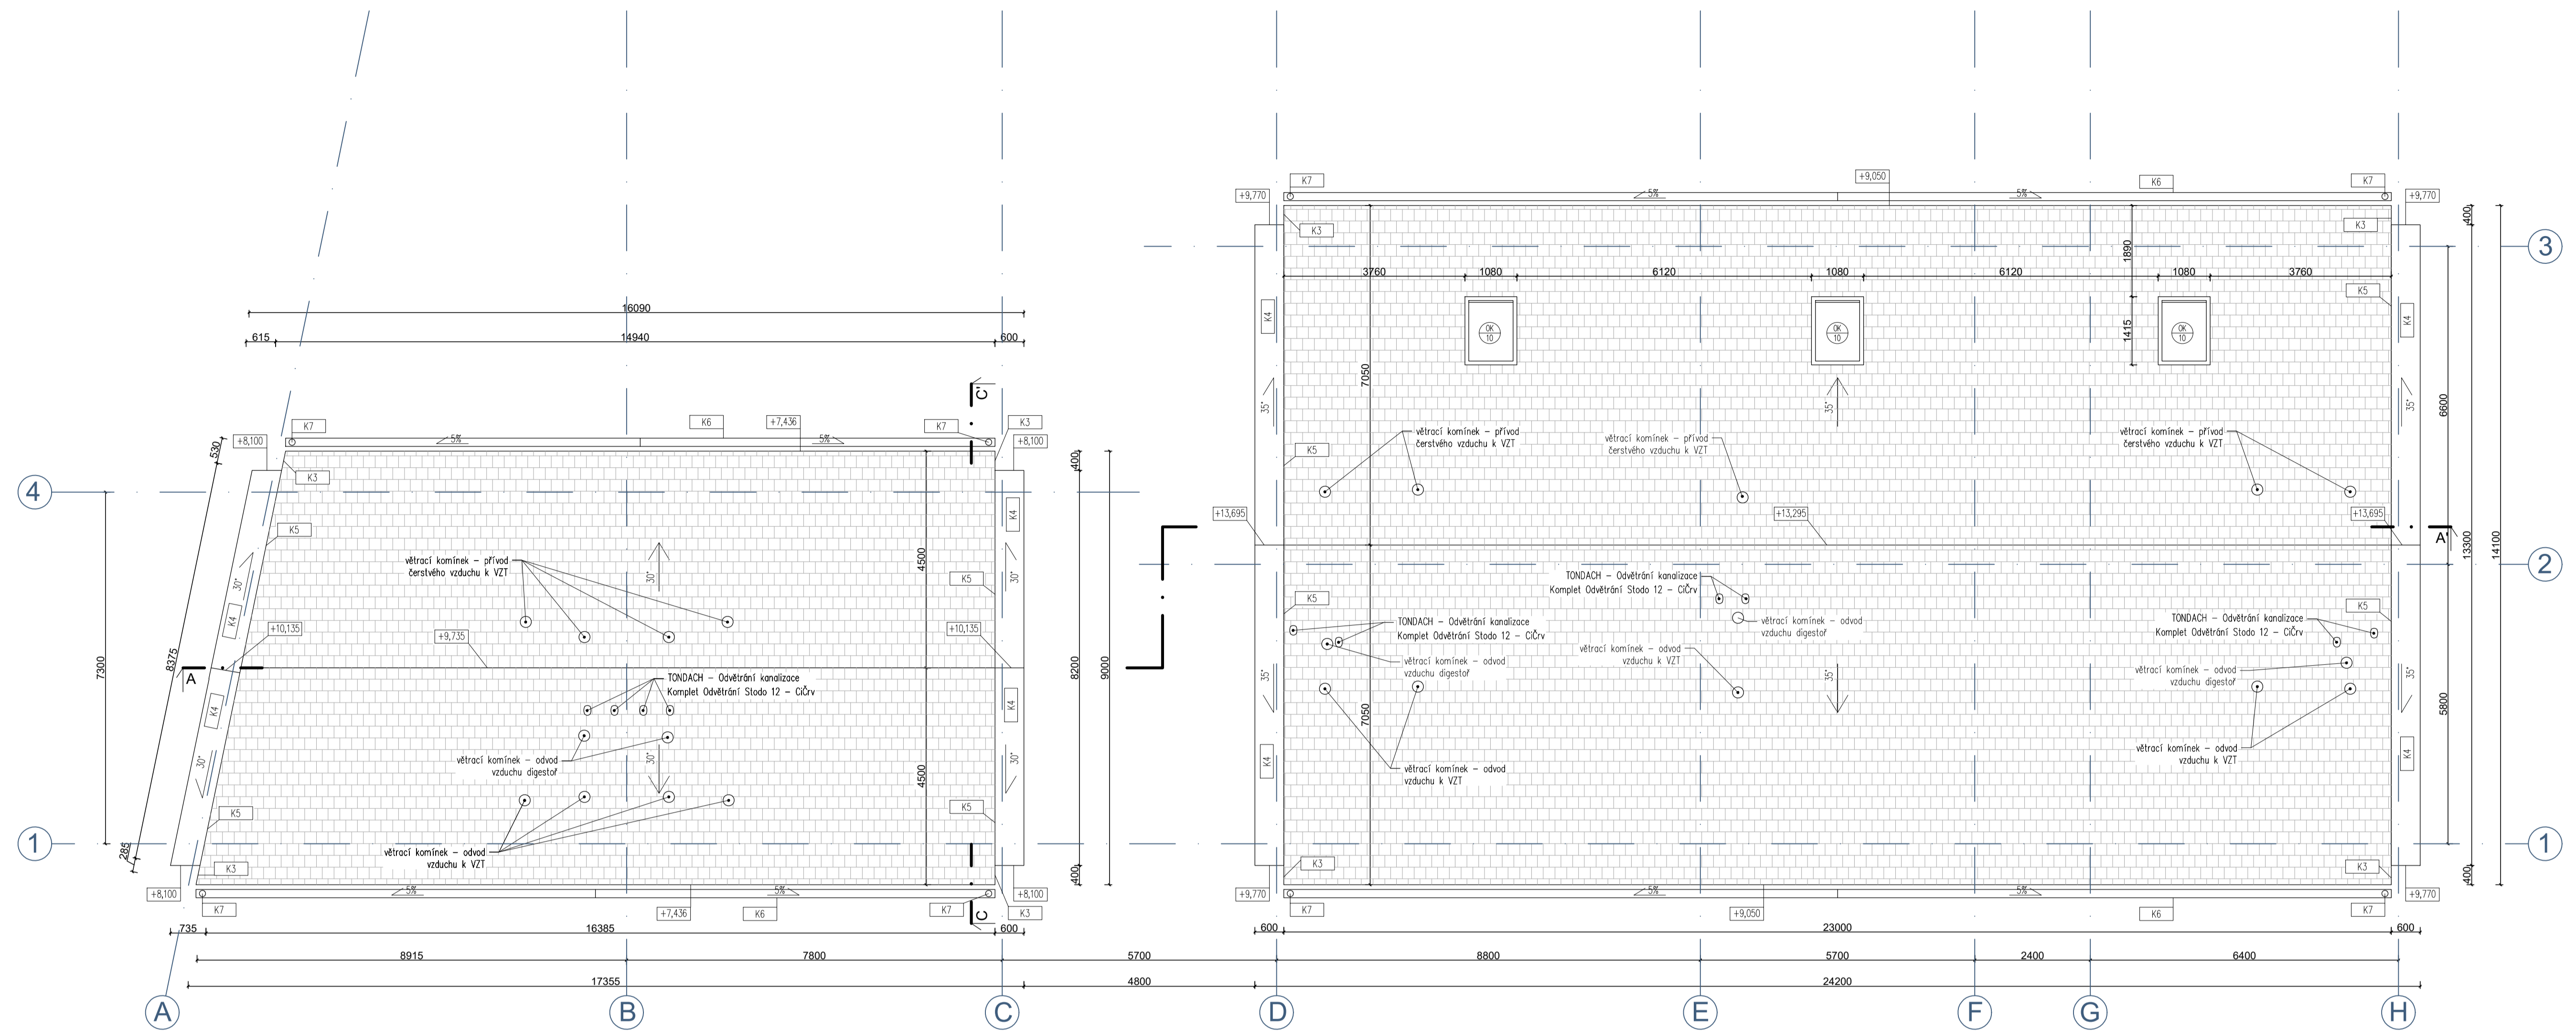 K7
+9,770
5%
+9,050
5%
K6
K7
+9,770
K3
K3
400
1890
3760
1080
6120
1080
6120
1080
3760
K4
K5
K4
OK
10
OK
10
OK
10
1415
7050
35°
35°
35°
větrací komínek – přívod
čerstvého vzduchu k VZT
větrací komínek – přívod
čerstvého vzduchu k VZT
větrací komínek – přívod
čerstvého vzduchu k VZT
K5
6600
3
+13,695
+13,295
+13,695
A'
13300
14100
2
16090
615
14940
600
C'
K7
5%
K6
+7,436
5%
K7
K3
+8,100
+8,100
530
K3
400
4
K5
K4
větrací komínek – přívod
čerstvého vzduchu k VZT
4500
30°
30°
30°
K5
K4
+10,135
+9,735
+10,135
7300
8375
A
8200
9000
TONDACH – Odvětrání kanalizace
Komplet Odvětrání Stodo 12 – CiČrv
K4
K4
větrací komínek – odvod
vzduchu digestoř
30°
30°
30°
4500
K5
K5
větrací komínek – odvod
vzduchu k VZT
285
1
K3
400
+8,100
K7
5%
+7,436
5%
K6
K7
C
K3
+8,100
TONDACH – Odvětrání kanalizace
Komplet Odvětrání Stodo 12 – CiČrv
K5
K5
TONDACH – Odvětrání kanalizace
Komplet Odvětrání Stodo 12 – CiČrv
větrací komínek – odvod
vzduchu digestoř
TONDACH – Odvětrání kanalizace
Komplet Odvětrání Stodo 12 – CiČrv
větrací komínek – odvod
vzduchu k VZT
větrací komínek – odvod
vzduchu digestoř
větrací komínek – odvod
vzduchu digestoř
35°
35°
35°
7050
5800
větrací komínek – odvod
vzduchu k VZT
větrací komínek – odvod
vzduchu k VZT
K4
K4
1
K3
K3
400
+9,770
K7
5%
+9,050
5%
K6
K7
+9,770
735
16385
600
600
23000
600
8915
7800
5700
8800
5700
2400
6400
17355
4800
24200
A
B
C
D
E
F
G
H